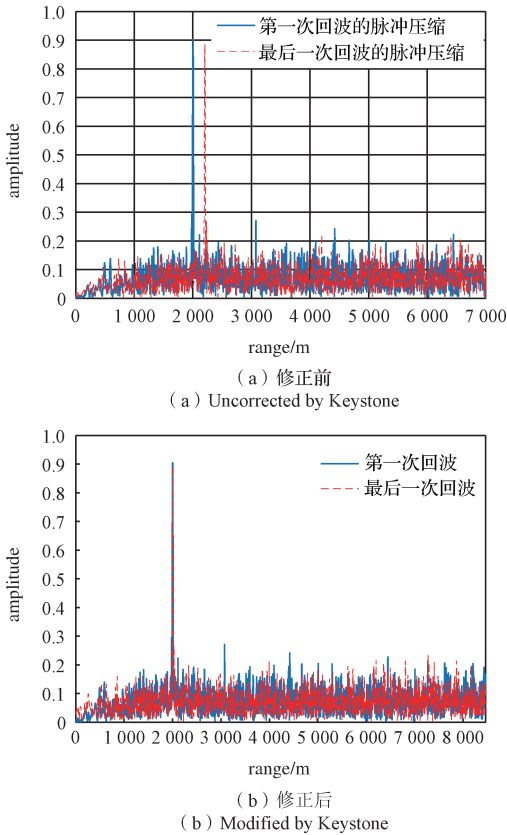 1.0
0.9
0.8
0.7
0.6
0.5
0.4
0.3
0.2
0.1
0
amplitude
第一次回波的脉冲压缩
最后一次回波的脉冲压缩
0 1 000 2 000 3 000 4 000 5 000 6 000 7 000
range/m
（a）修正前
（a）Uncorrected by Keystone
1.0
0.9
0.8
0.7
0.6
0.5
0.4
0.3
0.2
0.1
0
amplitude
第一次回波
最后一次回波
0 1 000 2 000 3 000 4 000 5 000 6 000 7 000 8 000
range/m
（b）修正后
（b）Modified by Keystone